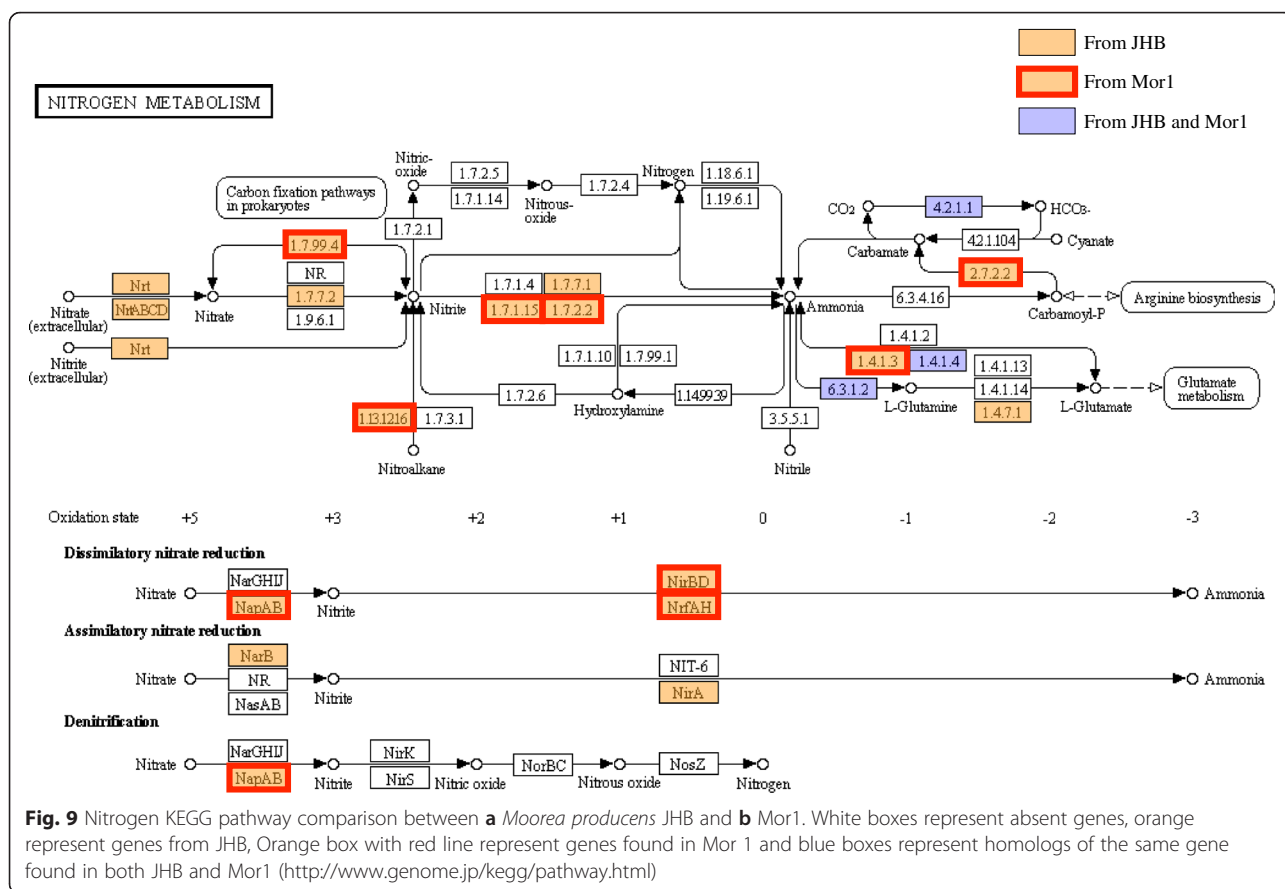 From JHB
From Mor1
From JHB and Mor1
NITROGEN METABOLISM
Carbon fixation pathways
in prokaryotes
Nitric-
oxide
1.7.2.5
1.7.1.14
Nitrous-
oxide
1.7.2.4
Nitrogen
1.18.6.1
1.19.6.1
CO2
4.2.1.1
HCO3-
Carbamate
4.2.1.104
Cyanate
1.7.2.1
1.7.99.4
2.7.2.2
Nrt
NrtABCD
Nitrate
(extracellular)
Nitrate
NR
1.7.7.2
1.9.6.1
Nitrite
1.7.1.4
1.7.7.1
1.7.1.15
1.7.2.2
Ammonia
6.3.4.16
Carbamoyl-P
Arginine biosynthesis
Nrt
Nitrite
(extracellular)
1.4.1.2
1.4.1.3
1.4.1.4
1.7.1.10
1.7.99.1
6.3.1.2
L-Glutamine
1.4.1.13
1.4.1.14
1.4.7.1
L-Glutamate
Glutamate
metabolism
1.7.2.6
Hydroxylamine
1.14.99.39
1.13.12.16
1.7.3.1
3.5.5.1
Nitroalkane
Nitrile
Oxidation state +5 +3 +2 +1 0 -1 -2 -3
Dissimilatory nitrate reduction
NarGHIJ
NirBD
Nitrate
NapAB
Nitrite
NrfAH
Ammonia
Assimilatory nitrate reduction
NarB
NIT-6
Nitrate
NR
Nitrite
Ammonia
NasAB
NirA
Denitrification
NarGHIJ
NirK
Nitrate
NapAB
Nitrite
NirS
Nitric oxide
NorBC
Nitrous oxide
NosZ
Nitrogen
Fig. 9 Nitrogen KEGG pathway comparison between a Moorea producens JHB and b Mor1. White boxes represent absent genes, orange
represent genes from JHB, Orange box with red line represent genes found in Mor 1 and blue boxes represent homologs of the same gene
found in both JHB and Mor1 (http://www.genome.jp/kegg/pathway.html)